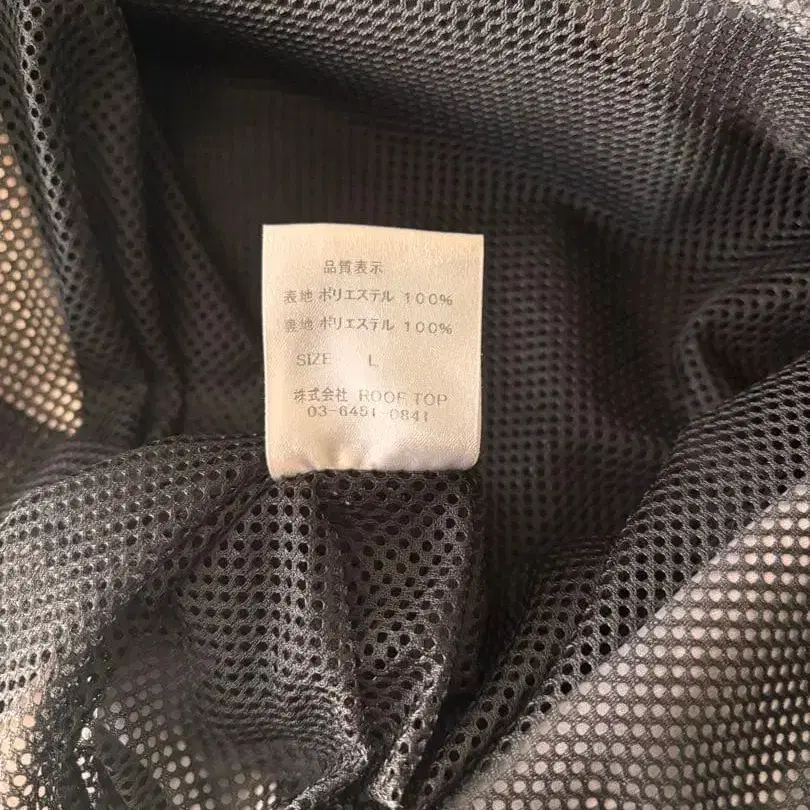 品質表示
表地 ポリエステル 100%
裏地 ポリエステル 100%
SIZE L
株式会社 ROOF TOP
03-6451-0841